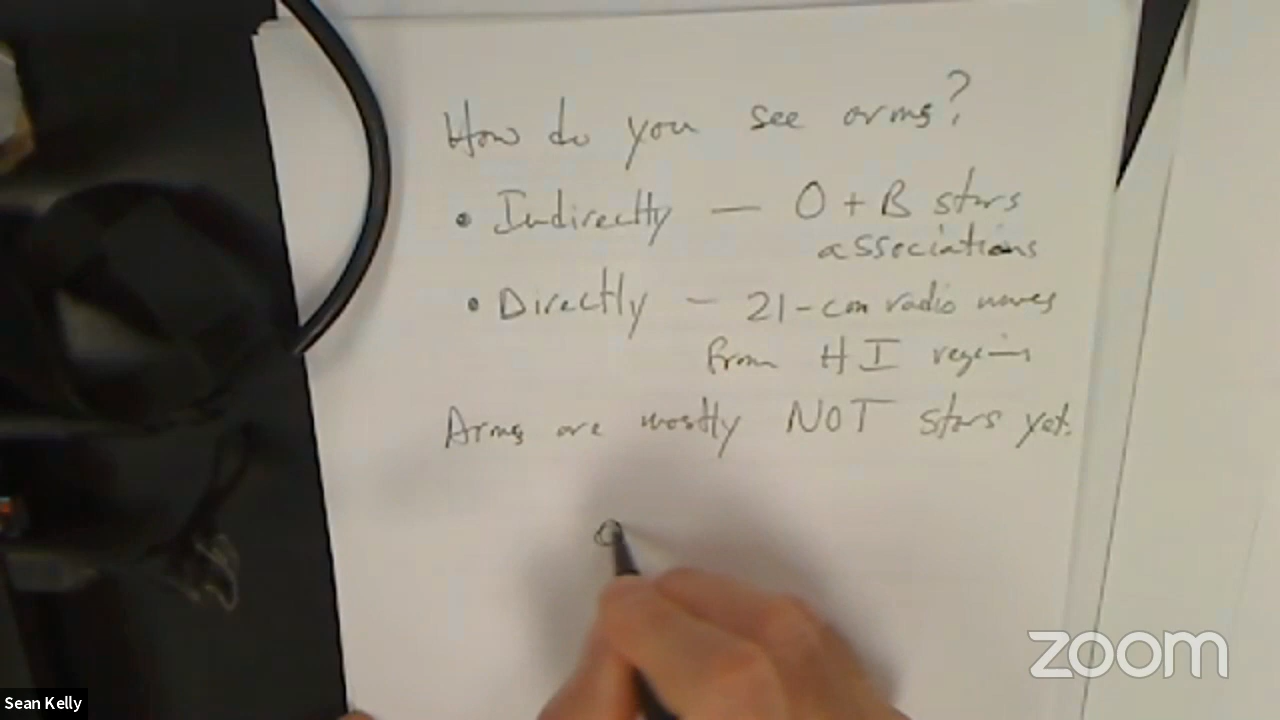 How do you see arms?
• Indirectly — O + B stars
associations
• Directly — 21-cm radio waves
from H I regions
Arms are mostly NOT stars yet.
zoom
Sean Kelly